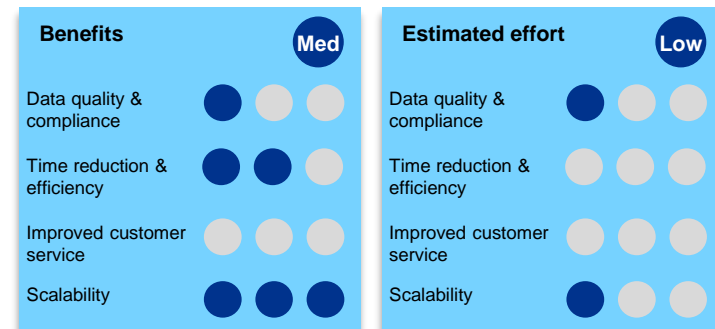 Benefits
Med
Data quality &
compliance
Time reduction &
efficiency
Improved customer
service
Scalability
Estimated effort
Low
Data quality &
compliance
Time reduction &
efficiency
Improved customer
service
Scalability